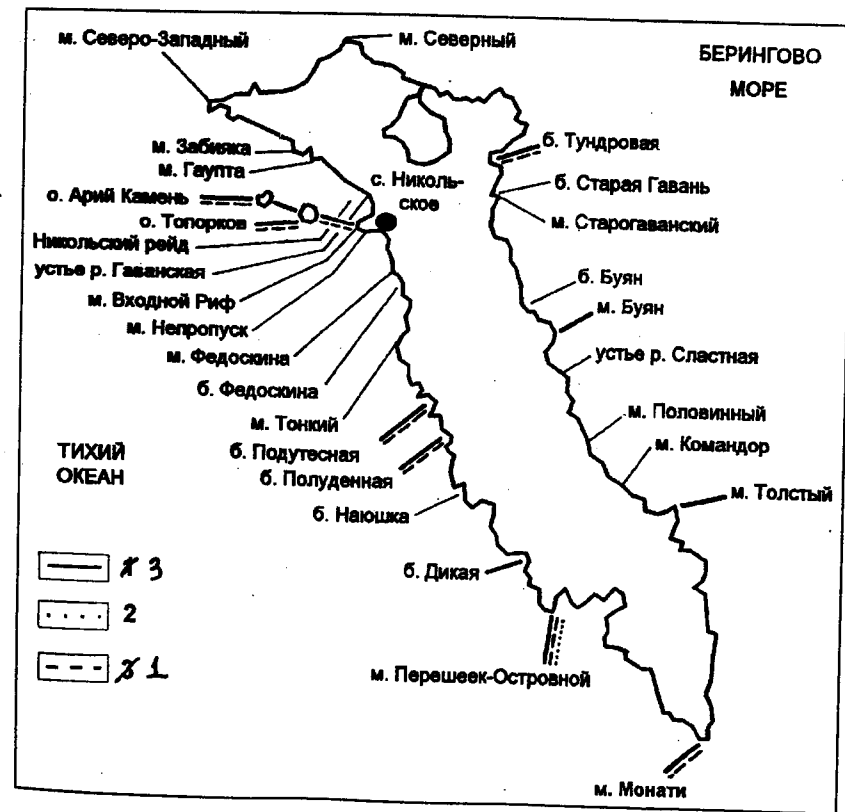 м. Северо-Западный
м. Северный
БЕРИНГОВО
МОРЕ
м. Забияка
м. Гаупта
б. Тундровая
с. Николь-
ское
о. Арий Камень
б. Старая Гавань
о. Топорков
м. Старогаванский
Никольский рейд
устье р. Гаванская
б. Буян
м. Входной Риф
м. Буян
м. Непропуск
м. Федоскина
устье р. Сластная
б. Федоскина
м. Половинный
м. Тонкий
м. Командор
ТИХИЙ
ОКЕАН
б. Подутесная
б. Полуденная
м. Толстый
б. Наюшка
3
б. Дикая
2
1
м. Перешеек-Островной
м. Монати